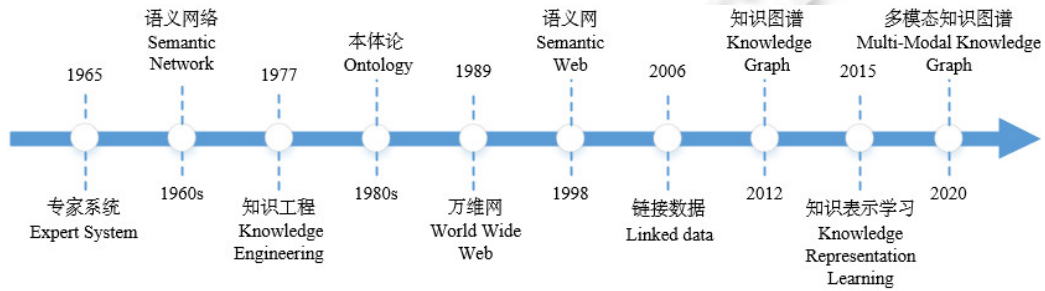 1965
专家系统
Expert System
语义网络
Semantic
Network
1960s
1977
知识工程
Knowledge
Engineering
本体论
Ontology
1980s
1989
万维网
World Wide
Web
语义网
Semantic
Web
1998
2006
链接数据
Linked data
知识图谱
Knowledge
Graph
2012
2015
知识表示学习
Knowledge
Representation
Learning
多模态知识图谱
Multi-Modal Knowledge
Graph
2020